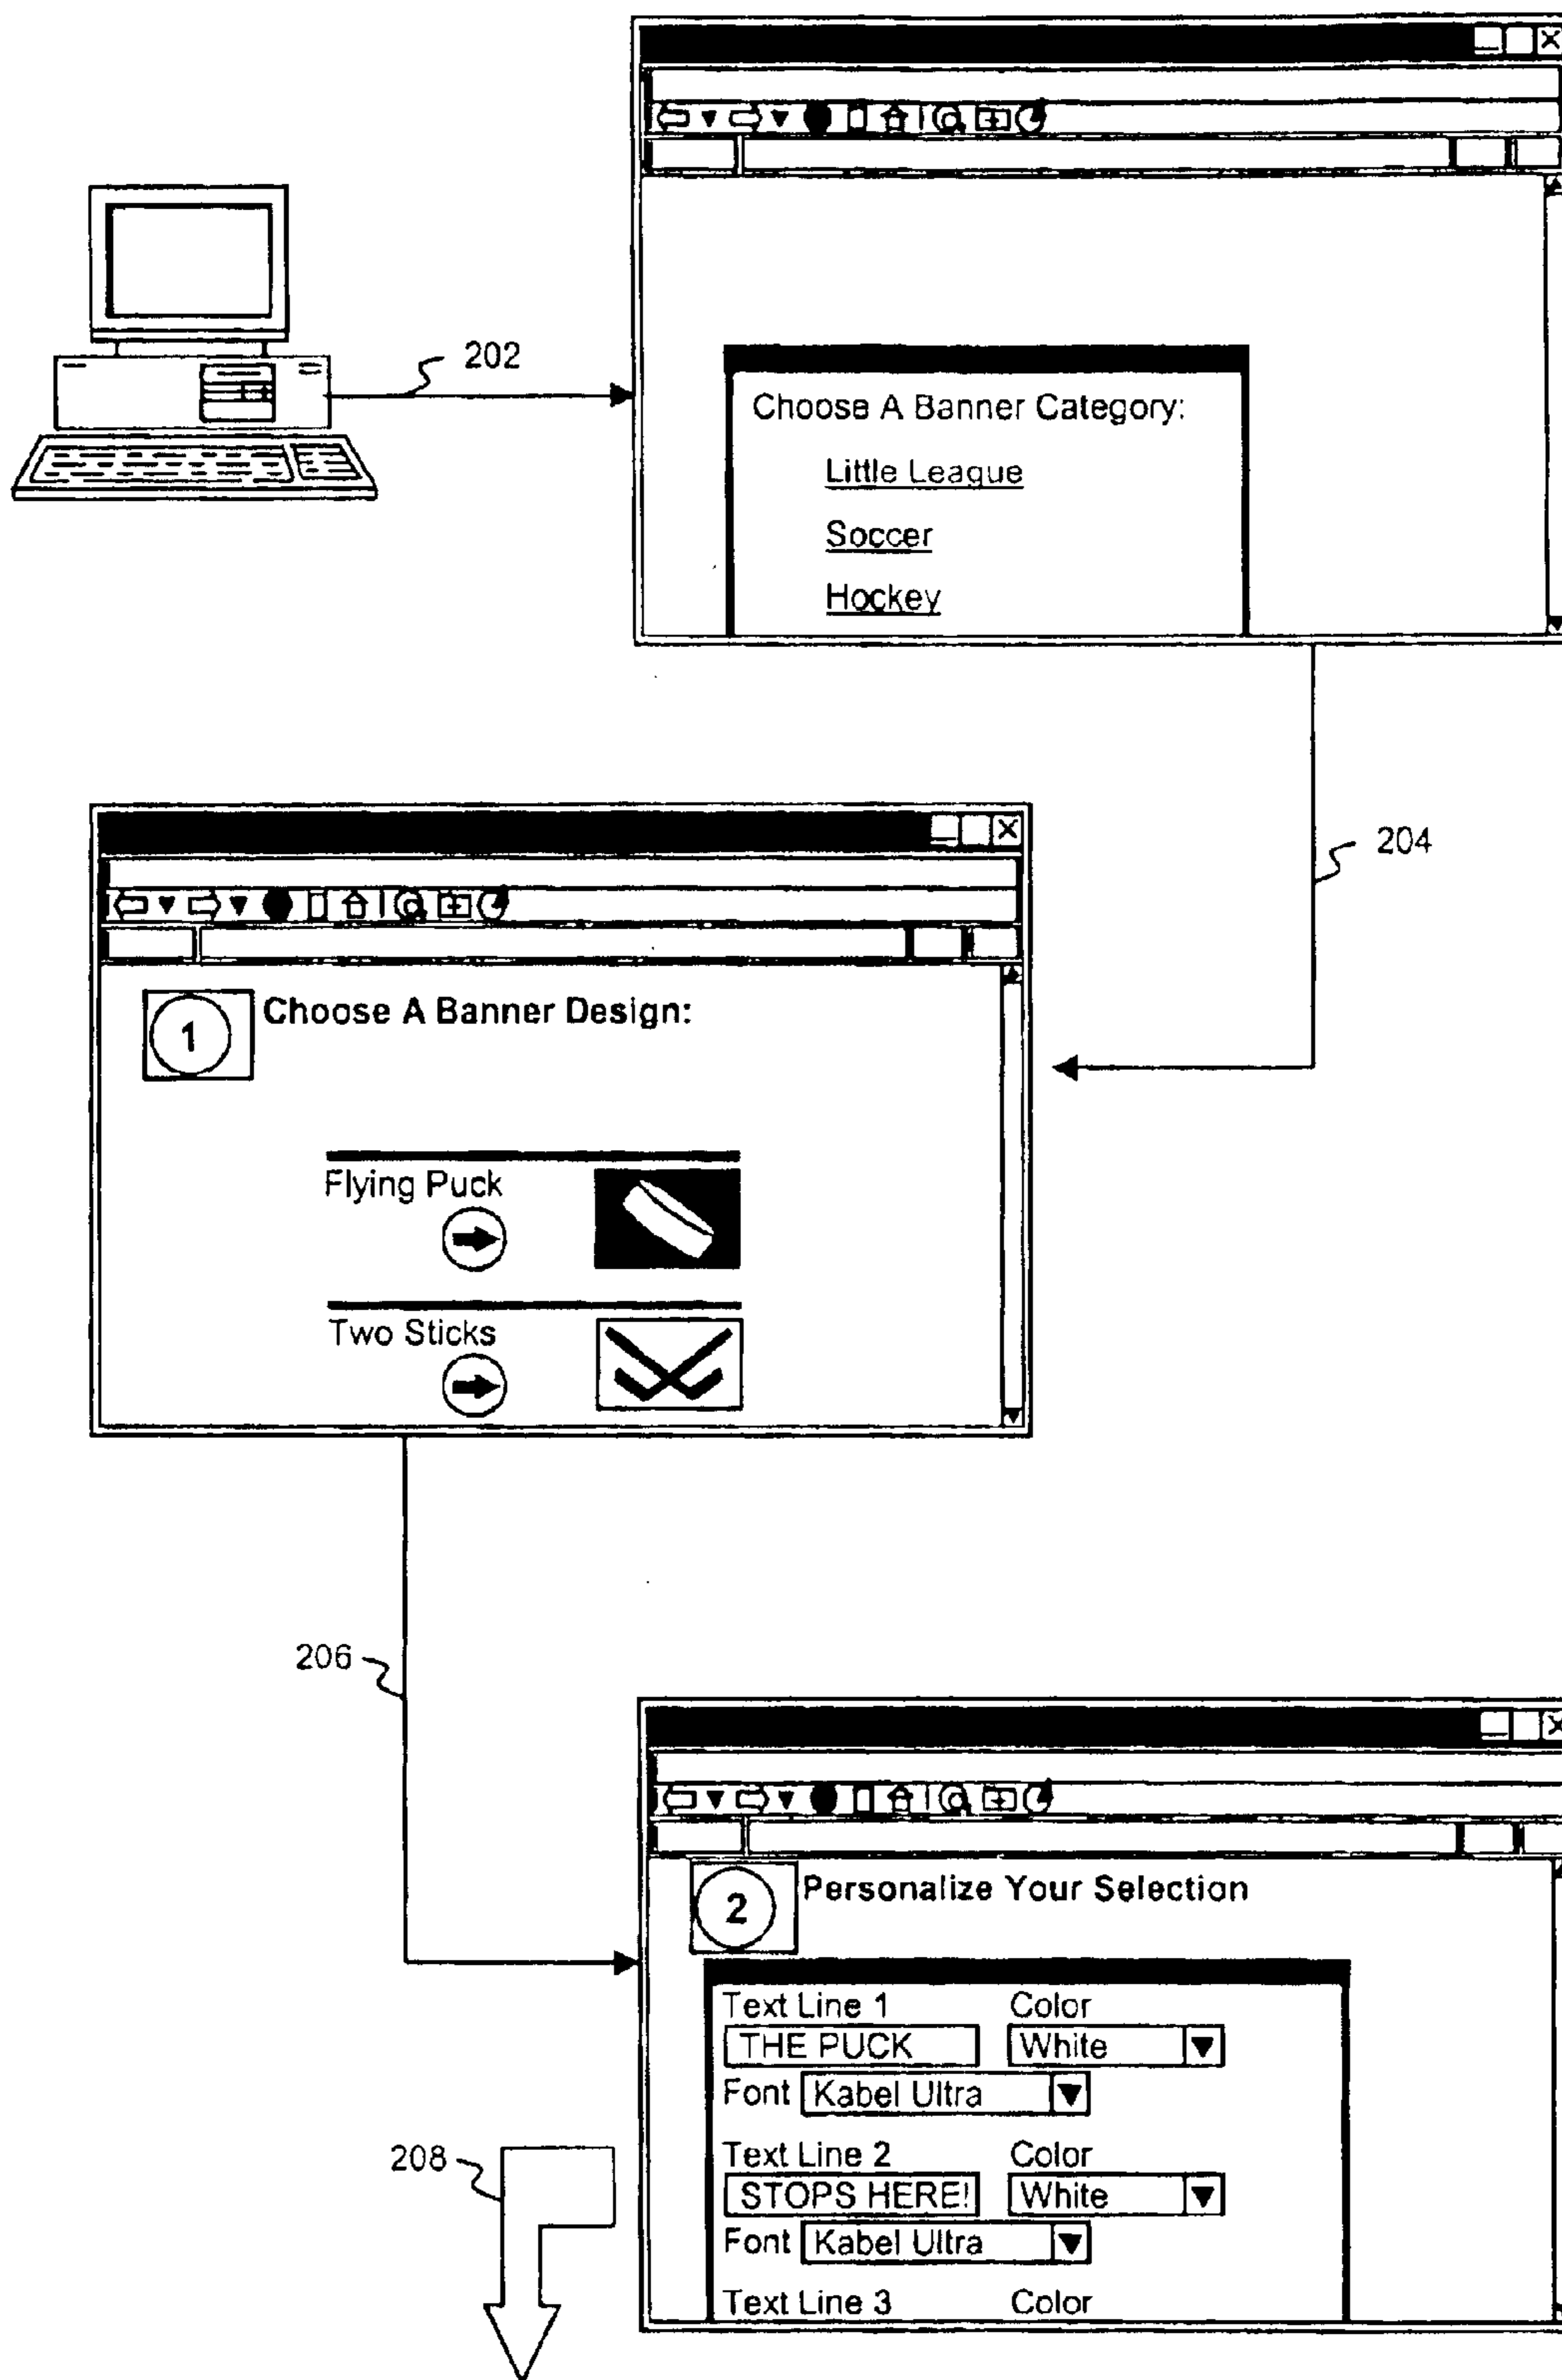 202
Choose A Banner Category:
Little League
Soccer
Hockey
204
1 Choose A Banner Design:
Flying Puck
Two Sticks
206
2 Personalize Your Selection
Text Line 1 Color
THE PUCK White
Font Kabel Ultra
Text Line 2 Color
STOPS HERE! White
Font Kabel Ultra
Text Line 3 Color
208